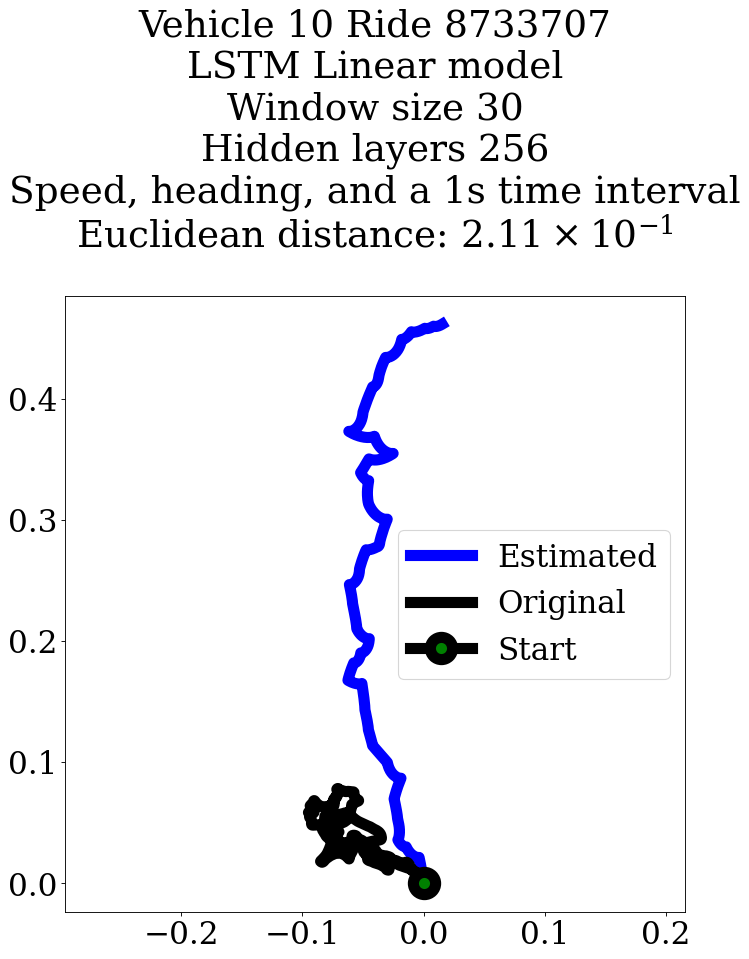 Vehicle 10 Ride 8733707
LSTM Linear model
Window size 30
Hidden layers 256
Speed, heading, and a 1s time interval
Euclidean distance: 2.11 × 10⁻¹
0.4
0.3
Estimated
Original
Start
0.2
0.1
0.0
−0.2 −0.1 0.0 0.1 0.2